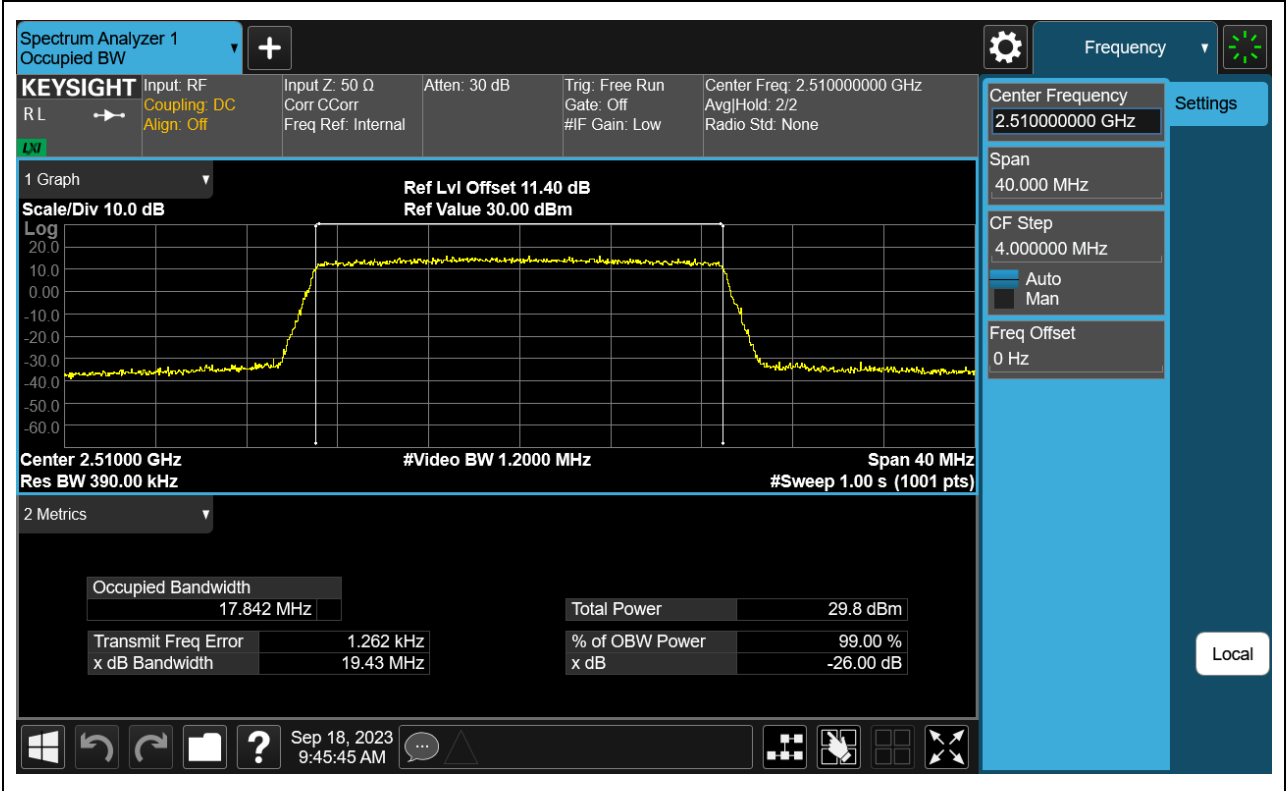 Spectrum Analyzer 1
Occupied BW
▼
+
Frequency ▼
KEYSIGHT
R L
LXI
Input: RF
Coupling: DC
Align: Off
Input Z: 50 Ω
Corr CCorr
Freq Ref: Internal
Atten: 30 dB
Trig: Free Run
Gate: Off
#IF Gain: Low
Center Freq: 2.510000000 GHz
Avg|Hold: 2/2
Radio Std: None
1 Graph ▼
Scale/Div 10.0 dB
Ref Lvl Offset 11.40 dB
Ref Value 30.00 dBm
Log
20.0
10.0
0.00
-10.0
-20.0
-30.0
-40.0
-50.0
-60.0
Center 2.51000 GHz
#Video BW 1.2000 MHz
Span 40 MHz
Res BW 390.00 kHz
#Sweep 1.00 s (1001 pts)
2 Metrics ▼
Occupied Bandwidth
17.842 MHz
Total Power 29.8 dBm
Transmit Freq Error 1.262 kHz
% of OBW Power 99.00 %
x dB Bandwidth 19.43 MHz
x dB -26.00 dB
Center Frequency
2.510000000 GHz
Settings
Span
40.000 MHz
CF Step
4.000000 MHz
Auto
Man
Freq Offset
0 Hz
Local
?
Sep 18, 2023
9:45:45 AM
...